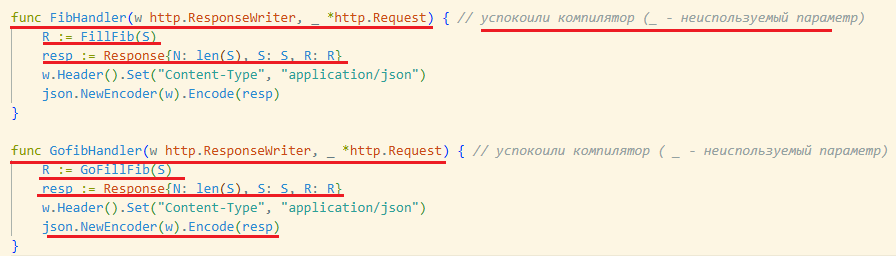 func FibHandler(w http.ResponseWriter, _ *http.Request) { // успокоили компилятор (_ - неиспользуемый параметр)
R := FillFib(S)
resp := Response{N: len(S), S: S, R: R}
w.Header().Set("Content-Type", "application/json")
json.NewEncoder(w).Encode(resp)
}
func GofibHandler(w http.ResponseWriter, _ *http.Request) { // успокоили компилятор ( _ - неиспользуемый параметр)
R := GoFillFib(S)
resp := Response{N: len(S), S: S, R: R}
w.Header().Set("Content-Type", "application/json")
json.NewEncoder(w).Encode(resp)
}